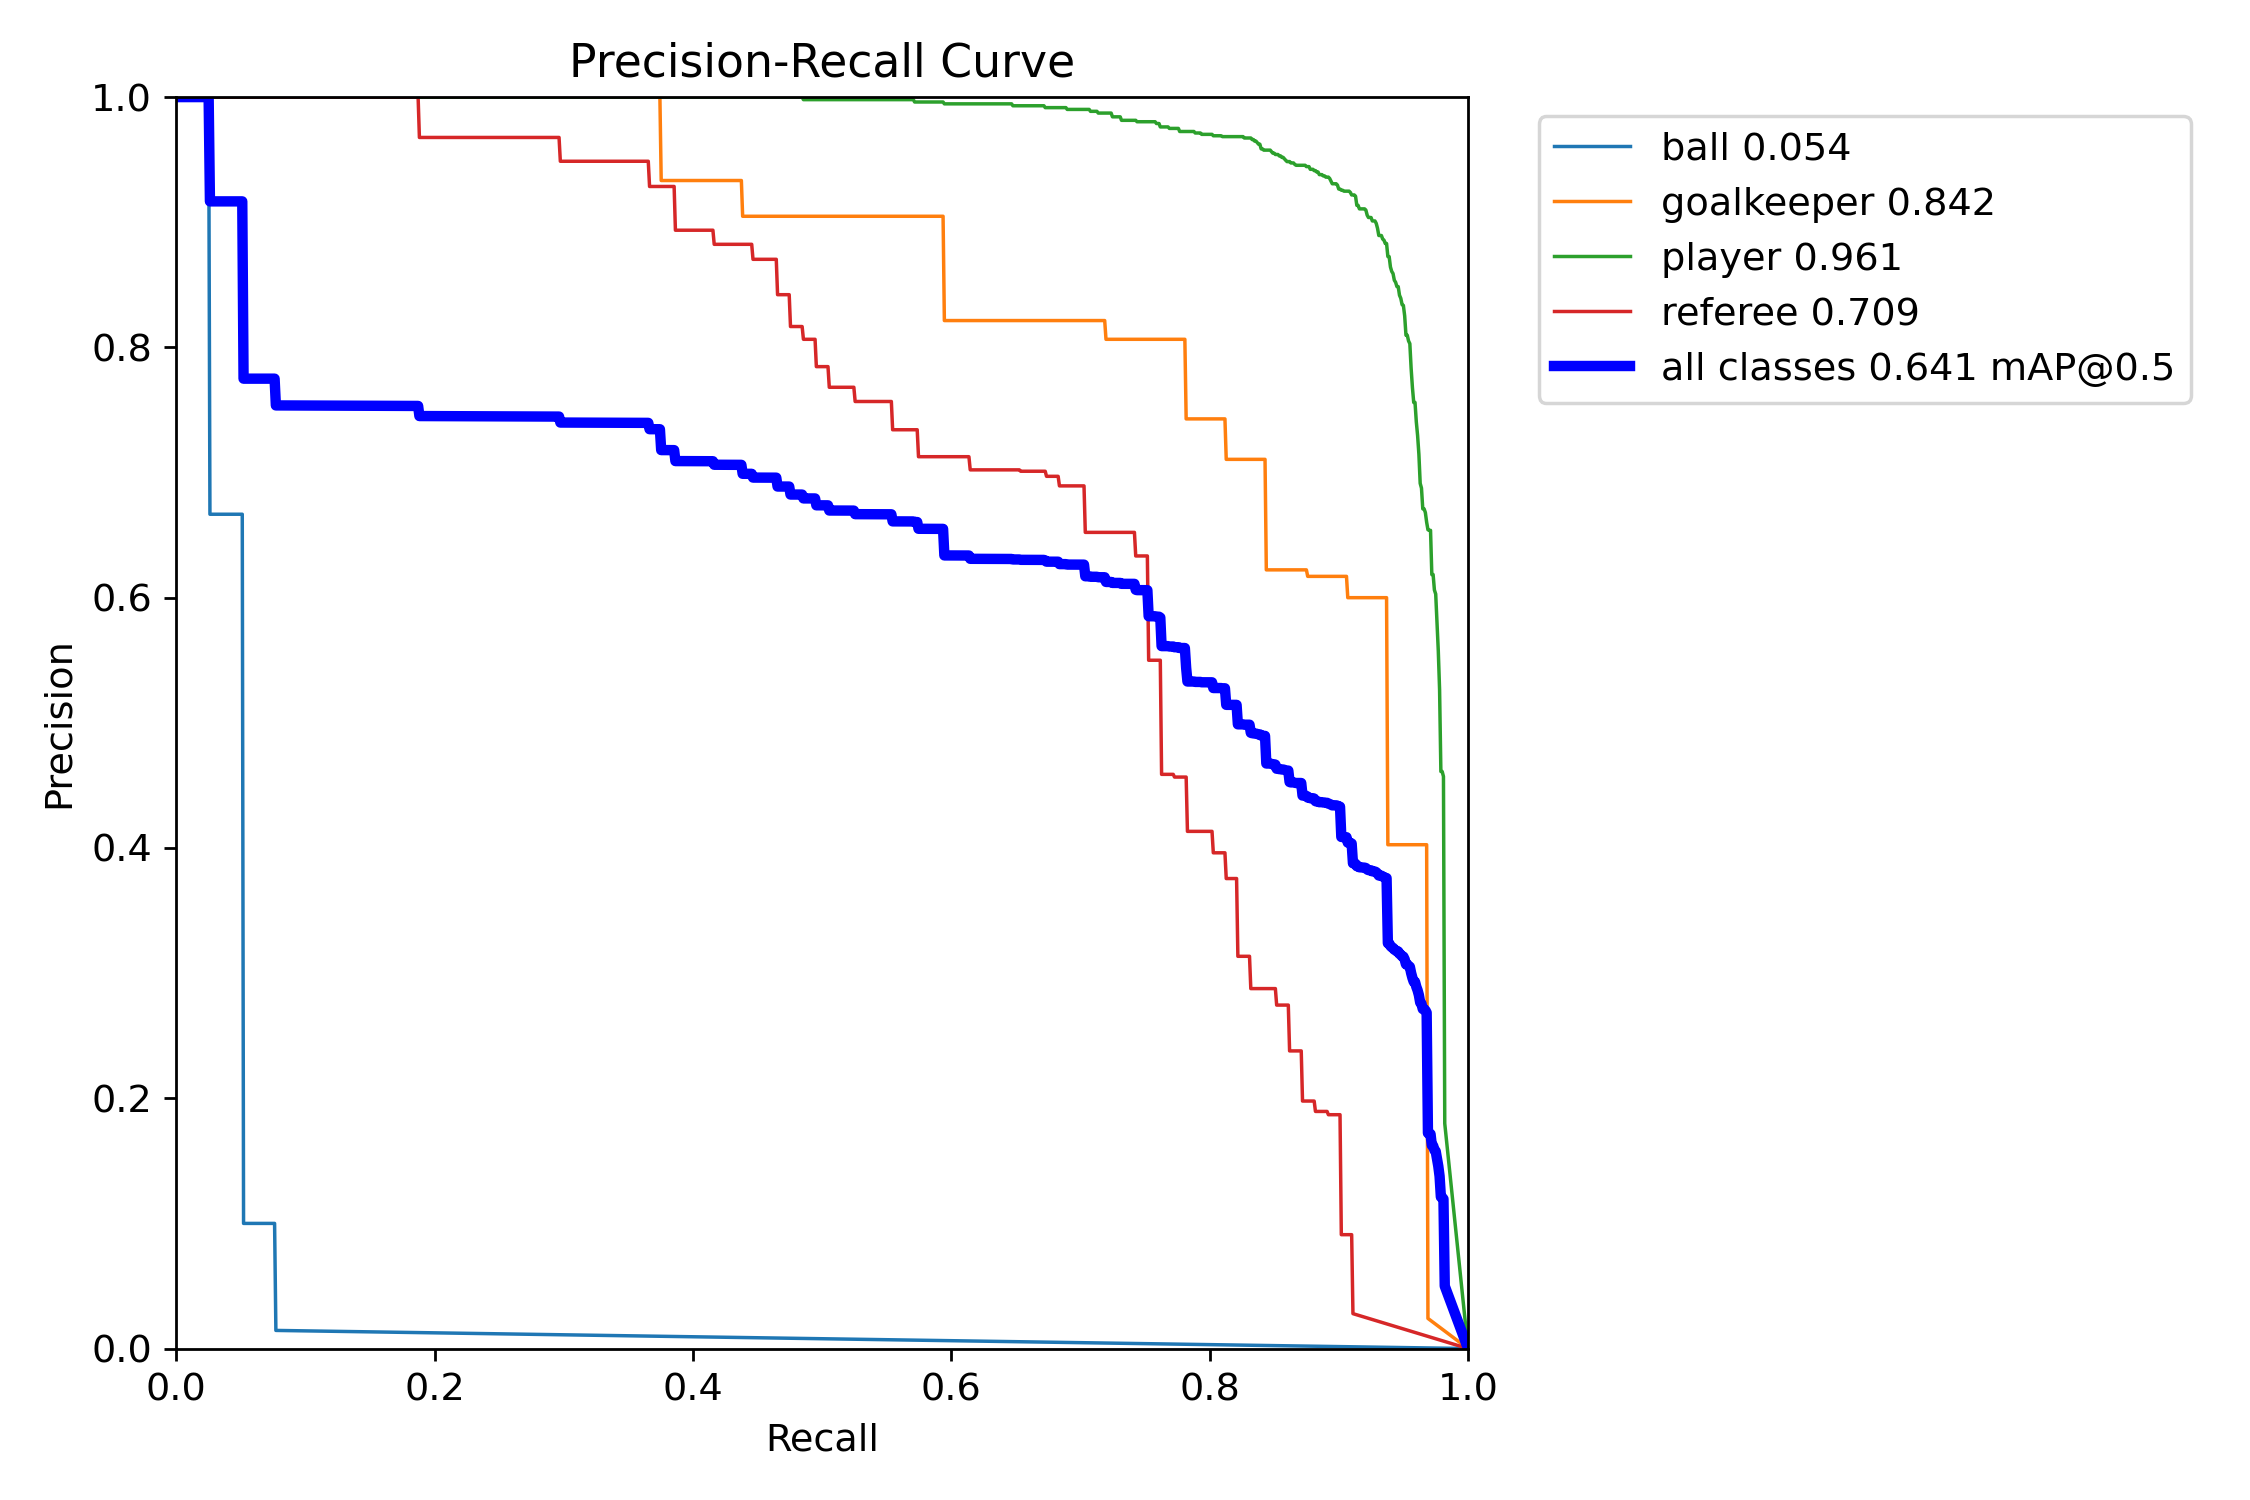 Precision-Recall Curve
1.0
0.8
0.6
0.4
0.2
0.0
Precision
0.0 0.2 0.4 0.6 0.8 1.0
Recall
ball 0.054
goalkeeper 0.842
player 0.961
referee 0.709
all classes 0.641 mAP@0.5